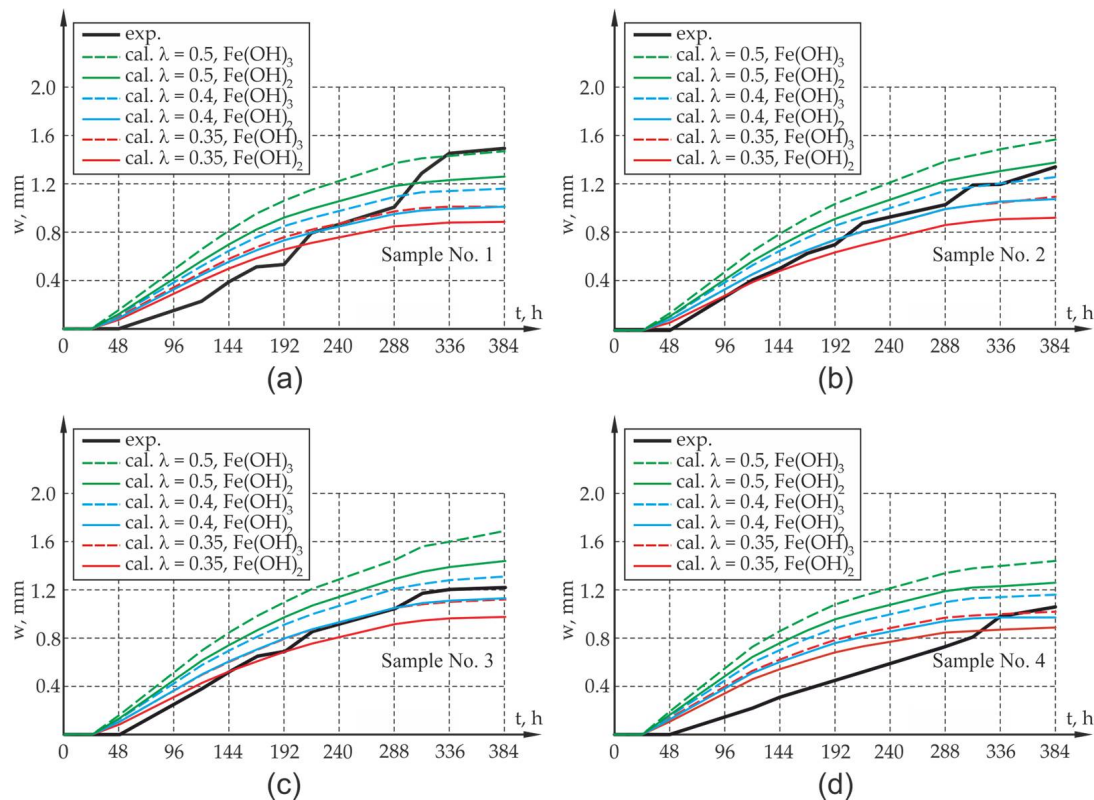 exp.
cal. λ = 0.5, Fe(OH)₃
cal. λ = 0.5, Fe(OH)₂
cal. λ = 0.4, Fe(OH)₃
cal. λ = 0.4, Fe(OH)₂
cal. λ = 0.35, Fe(OH)₃
cal. λ = 0.35, Fe(OH)₂
w, mm
2.0
1.6
1.2
0.8
0.4
Sample No. 1
t, h
0 48 96 144 192 240 288 336 384
(a)
exp.
cal. λ = 0.5, Fe(OH)₃
cal. λ = 0.5, Fe(OH)₂
cal. λ = 0.4, Fe(OH)₃
cal. λ = 0.4, Fe(OH)₂
cal. λ = 0.35, Fe(OH)₃
cal. λ = 0.35, Fe(OH)₂
w, mm
2.0
1.6
1.2
0.8
0.4
Sample No. 2
t, h
0 48 96 144 192 240 288 336 384
(b)
exp.
cal. λ = 0.5, Fe(OH)₃
cal. λ = 0.5, Fe(OH)₂
cal. λ = 0.4, Fe(OH)₃
cal. λ = 0.4, Fe(OH)₂
cal. λ = 0.35, Fe(OH)₃
cal. λ = 0.35, Fe(OH)₂
w, mm
2.0
1.6
1.2
0.8
0.4
Sample No. 3
t, h
0 48 96 144 192 240 288 336 384
(c)
exp.
cal. λ = 0.5, Fe(OH)₃
cal. λ = 0.5, Fe(OH)₂
cal. λ = 0.4, Fe(OH)₃
cal. λ = 0.4, Fe(OH)₂
cal. λ = 0.35, Fe(OH)₃
cal. λ = 0.35, Fe(OH)₂
w, mm
2.0
1.6
1.2
0.8
0.4
Sample No. 4
t, h
0 48 96 144 192 240 288 336 384
(d)